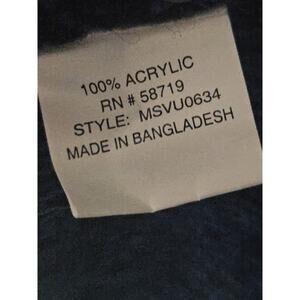 100% ACRYLIC
RN # 58719
STYLE: MSVU0634
MADE IN BANGLADESH